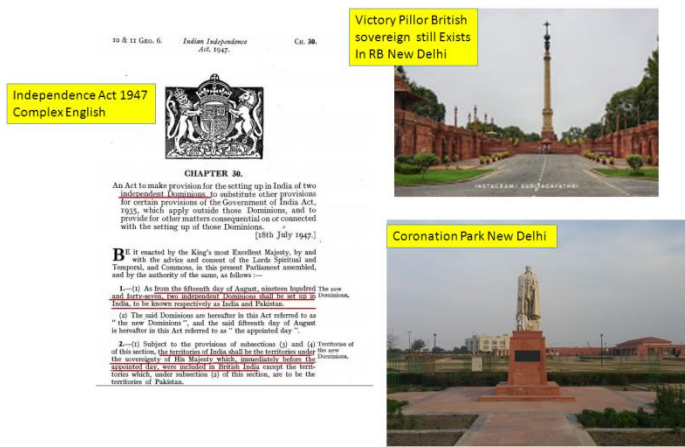 Independence Act 1947
Complex English
10 & 11 GEO. 6.
Indian Independence
Act, 1947.
CH. 30.
CHAPTER 30.
An Act to make provision for the setting up in India of two
independent Dominions, to substitute other provisions
for certain provisions of the Government of India Act,
1935, which apply outside those Dominions, and to
provide for other matters consequential on or connected
with the setting up of those Dominions.
[18th July 1947.]
BE it enacted by the King's most Excellent Majesty, by and
with the advice and consent of the Lords Spiritual and
Temporal, and Commons, in this present Parliament assembled,
and by the authority of the same, as follows :—
1.—(1) As from the fifteenth day of August, nineteen hundred
and forty-seven, two independent Dominions shall be set up in
India, to be known respectively as India and Pakistan.
The new
Dominions.
(2) The said Dominions are hereafter in this Act referred to as
" the new Dominions ", and the said fifteenth day of August
is hereafter in this Act referred to as " the appointed day ".
2.—(1) Subject to the provisions of subsections (3) and (4)
of this section, the territories of India shall be the territories under
the sovereignty of His Majesty which, immediately before the
appointed day, were included in British India except the terri-
tories which, under subsection (2) of this section, are to be the
territories of Pakistan.
Territories of
the new
Dominions.
Victory Pillor British
sovereign still Exists
In RB New Delhi
INSTAGRAM/
Coronation Park New Delhi